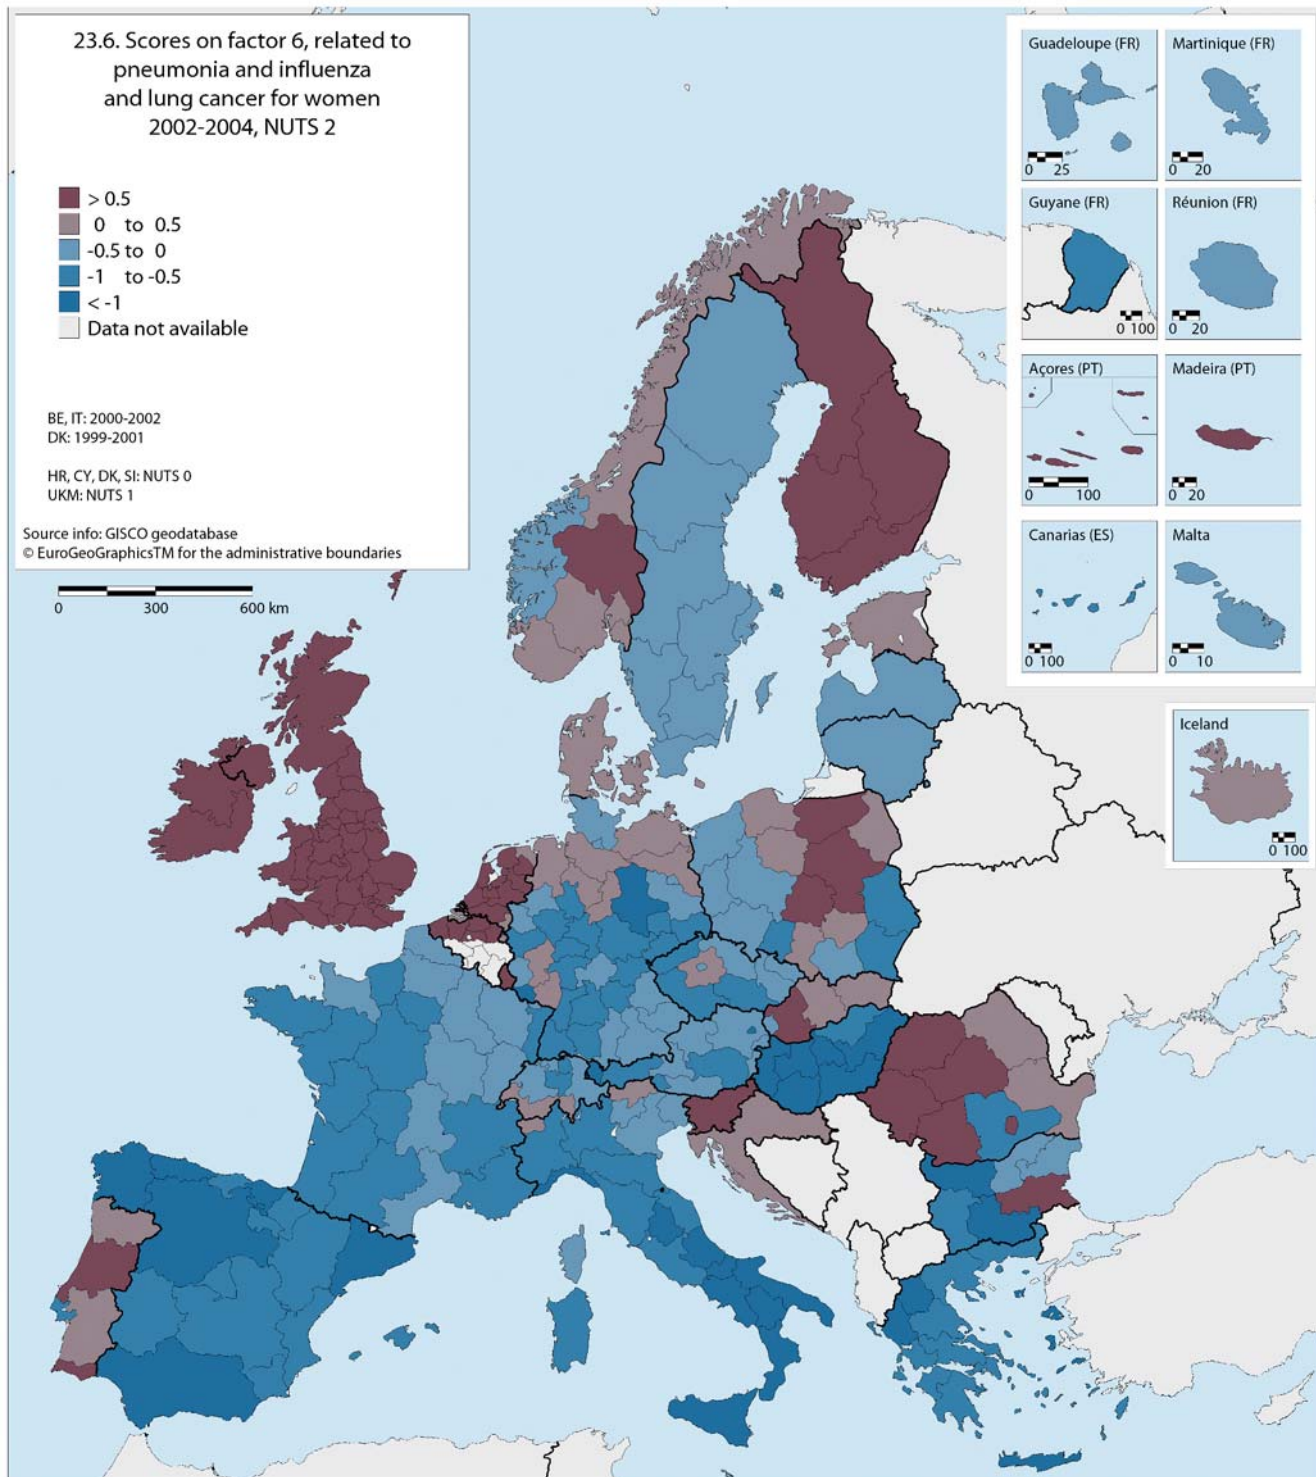 23.6. Scores on factor 6, related to
pneumonia and influenza
and lung cancer for women
2002-2004, NUTS 2
> 0.5
0 to 0.5
-0.5 to 0
-1 to -0.5
< -1
Data not available
BE, IT: 2000-2002
DK: 1999-2001
HR, CY, DK, SI: NUTS 0
UKM: NUTS 1
Source info: GISCO geodatabase
© EuroGeoGraphicsTM for the administrative boundaries
0 300 600 km
Guadeloupe (FR)
0 25
Martinique (FR)
0 20
Guyane (FR)
0 100
Réunion (FR)
0 20
Açores (PT)
0 100
Madeira (PT)
0 20
Canarias (ES)
0 100
Malta
0 10
Iceland
0 100